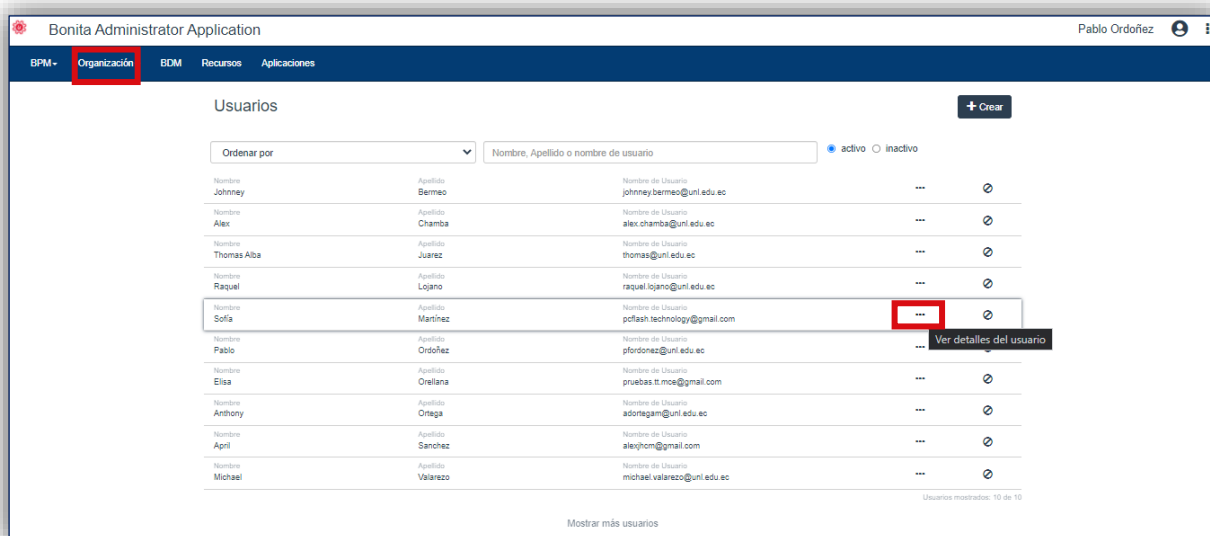 Bonita Administrator Application Pablo Ordoñez
BPM Organización BDM Recursos Aplicaciones
Usuarios
+ Crear
Ordenar por Nombre, Apellido o nombre de usuario activo inactivo
Nombre Apellido Nombre de Usuario
Johnney Bermeo johnney.bermeo@unl.edu.ec
Nombre Apellido Nombre de Usuario
Alex Chamba alex.chamba@unl.edu.ec
Nombre Apellido Nombre de Usuario
Thomas Alba Juarez thomas@unl.edu.ec
Nombre Apellido Nombre de Usuario
Raquel Lojano raquel.lojano@unl.edu.ec
Nombre Apellido Nombre de Usuario
Sofía Martínez pcflash.technology@gmail.com
Ver detalles del usuario
Nombre Apellido Nombre de Usuario
Pablo Ordoñez pfordonez@unl.edu.ec
Nombre Apellido Nombre de Usuario
Elisa Orellana pruebas.tt.mce@gmail.com
Nombre Apellido Nombre de Usuario
Anthony Ortega adortegam@unl.edu.ec
Nombre Apellido Nombre de Usuario
April Sanchez alexjhcm@gmail.com
Nombre Apellido Nombre de Usuario
Michael Valarezo michael.valarezo@unl.edu.ec
Usuarios mostrados: 10 de 10
Mostrar más usuarios